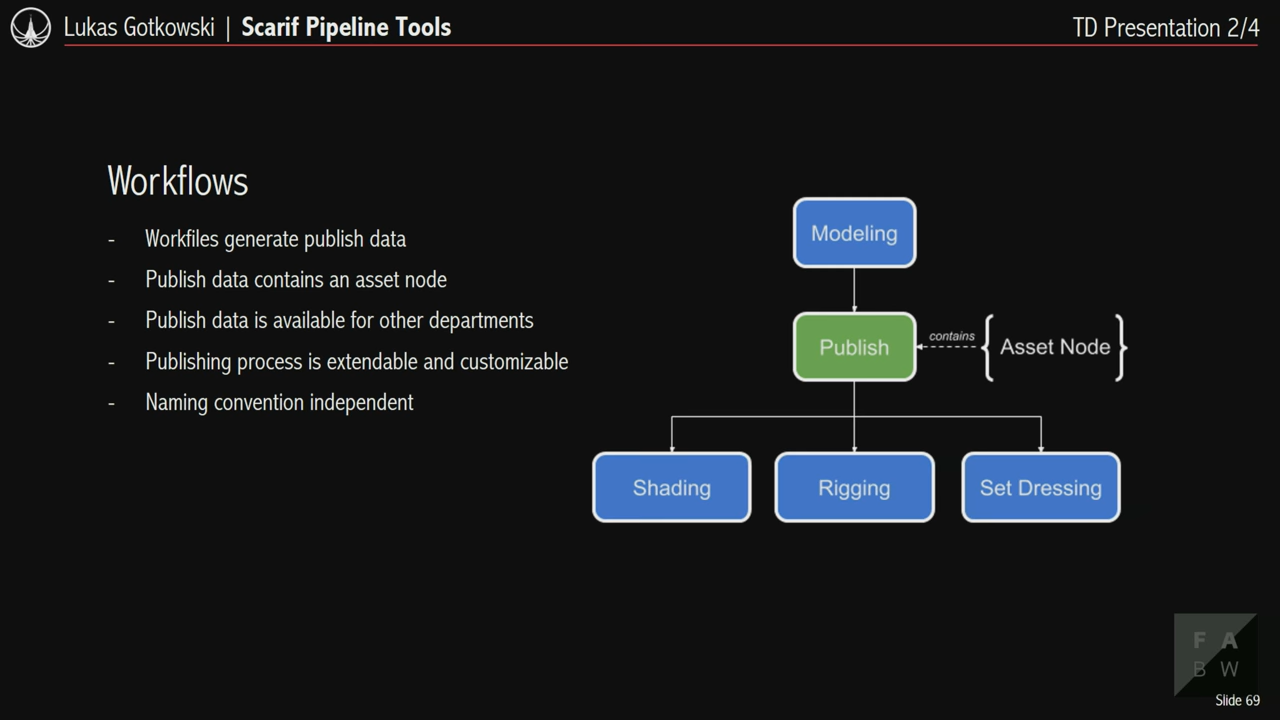 Lukas Gotkowski | Scarif Pipeline Tools
TD Presentation 2/4
Workflows
- Workfiles generate publish data
- Publish data contains an asset node
- Publish data is available for other departments
- Publishing process is extendable and customizable
- Naming convention independent
Modeling
Publish
contains
{ Asset Node }
Shading
Rigging
Set Dressing
F A
B W
Slide 69